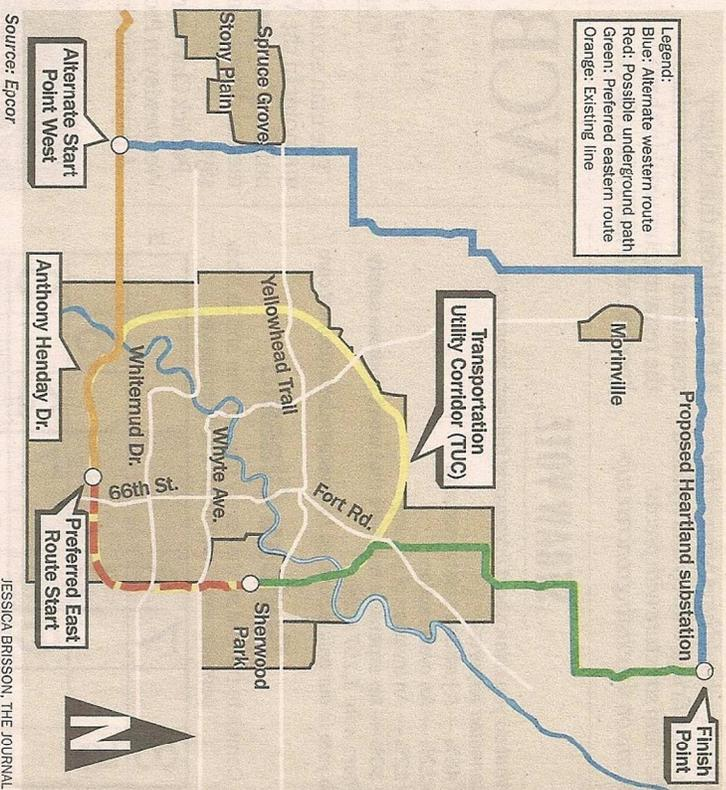 Legend:
Blue: Alternate western route
Red: Possible underground path
Green: Preferred eastern route
Orange: Existing line
Proposed Heartland substation
Finish
Point
Morinville
Transportation
Utility Corridor (TUC)
Spruce Grove
Stony Plain
Yellowhead Trail
Fort Rd.
Sherwood
Park
Whyte Ave.
66th St.
Whitemud Dr.
Alternate Start
Point West
Anthony Henday Dr.
Preferred East
Route Start
N
Source: Epcor
JESSICA BRISSON, THE JOURNAL